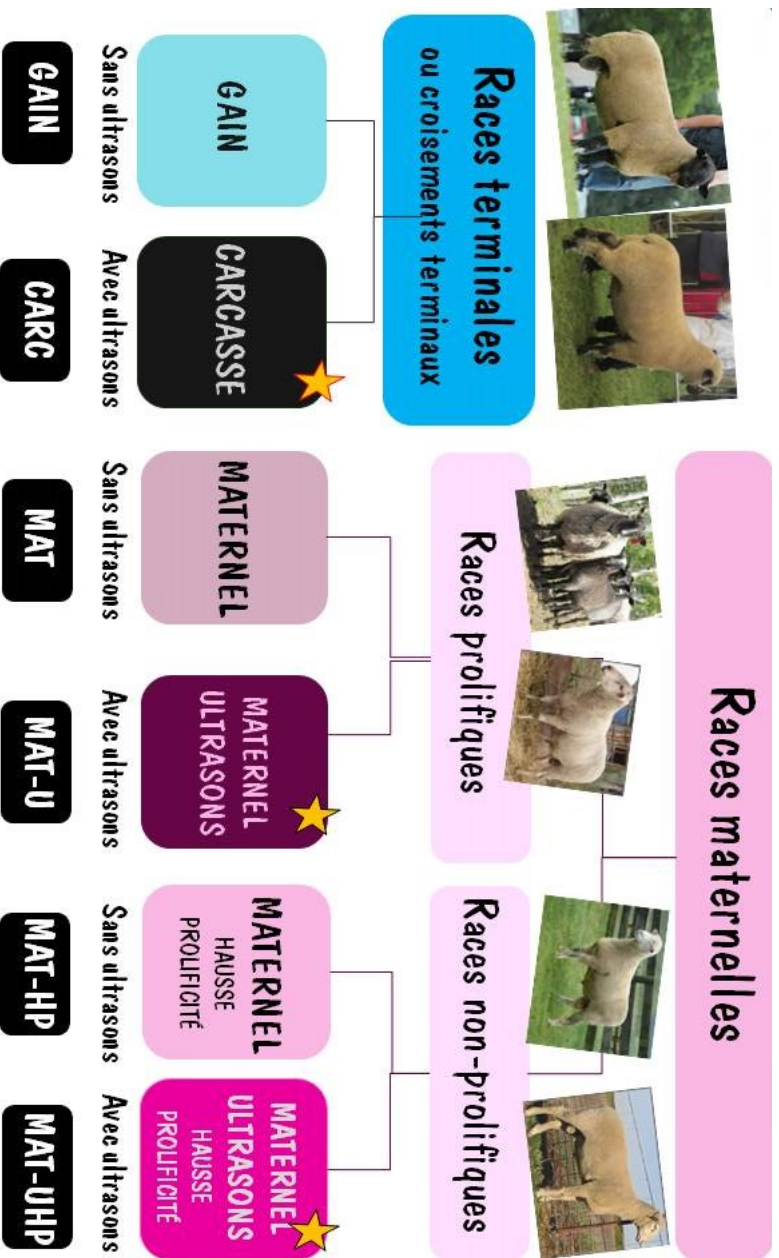 Races terminales
ou croisements terminaux
GAIN
Sans ultrasons
GAIN
CARCASSE
Avec ultrasons
CARC
Races maternelles
Races prolifiques
MATERNEL
Sans ultrasons
MAT
MATERNEL
ULTRASONS
Avec ultrasons
MAT-U
Races non-prolifiques
MATERNEL
HAUSSE
PROLIFICITÉ
Sans ultrasons
MAT-HP
MATERNEL
ULTRASONS
HAUSSE
PROLIFICITÉ
Avec ultrasons
MAT-UHP